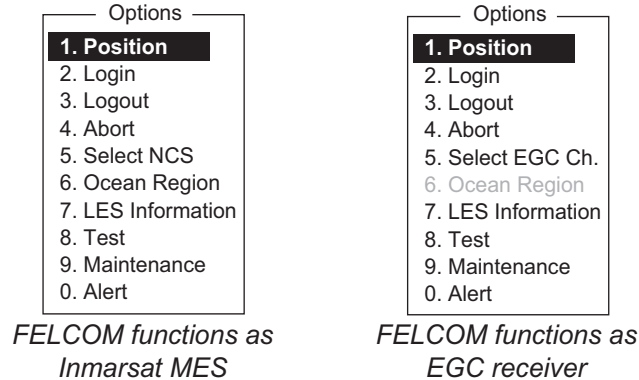 Options
1. Position
2. Login
3. Logout
4. Abort
5. Select NCS
6. Ocean Region
7. LES Information
8. Test
9. Maintenance
0. Alert
FELCOM functions as
Inmarsat MES
Options
1. Position
2. Login
3. Logout
4. Abort
5. Select EGC Ch.
6. Ocean Region
7. LES Information
8. Test
9. Maintenance
0. Alert
FELCOM functions as
EGC receiver